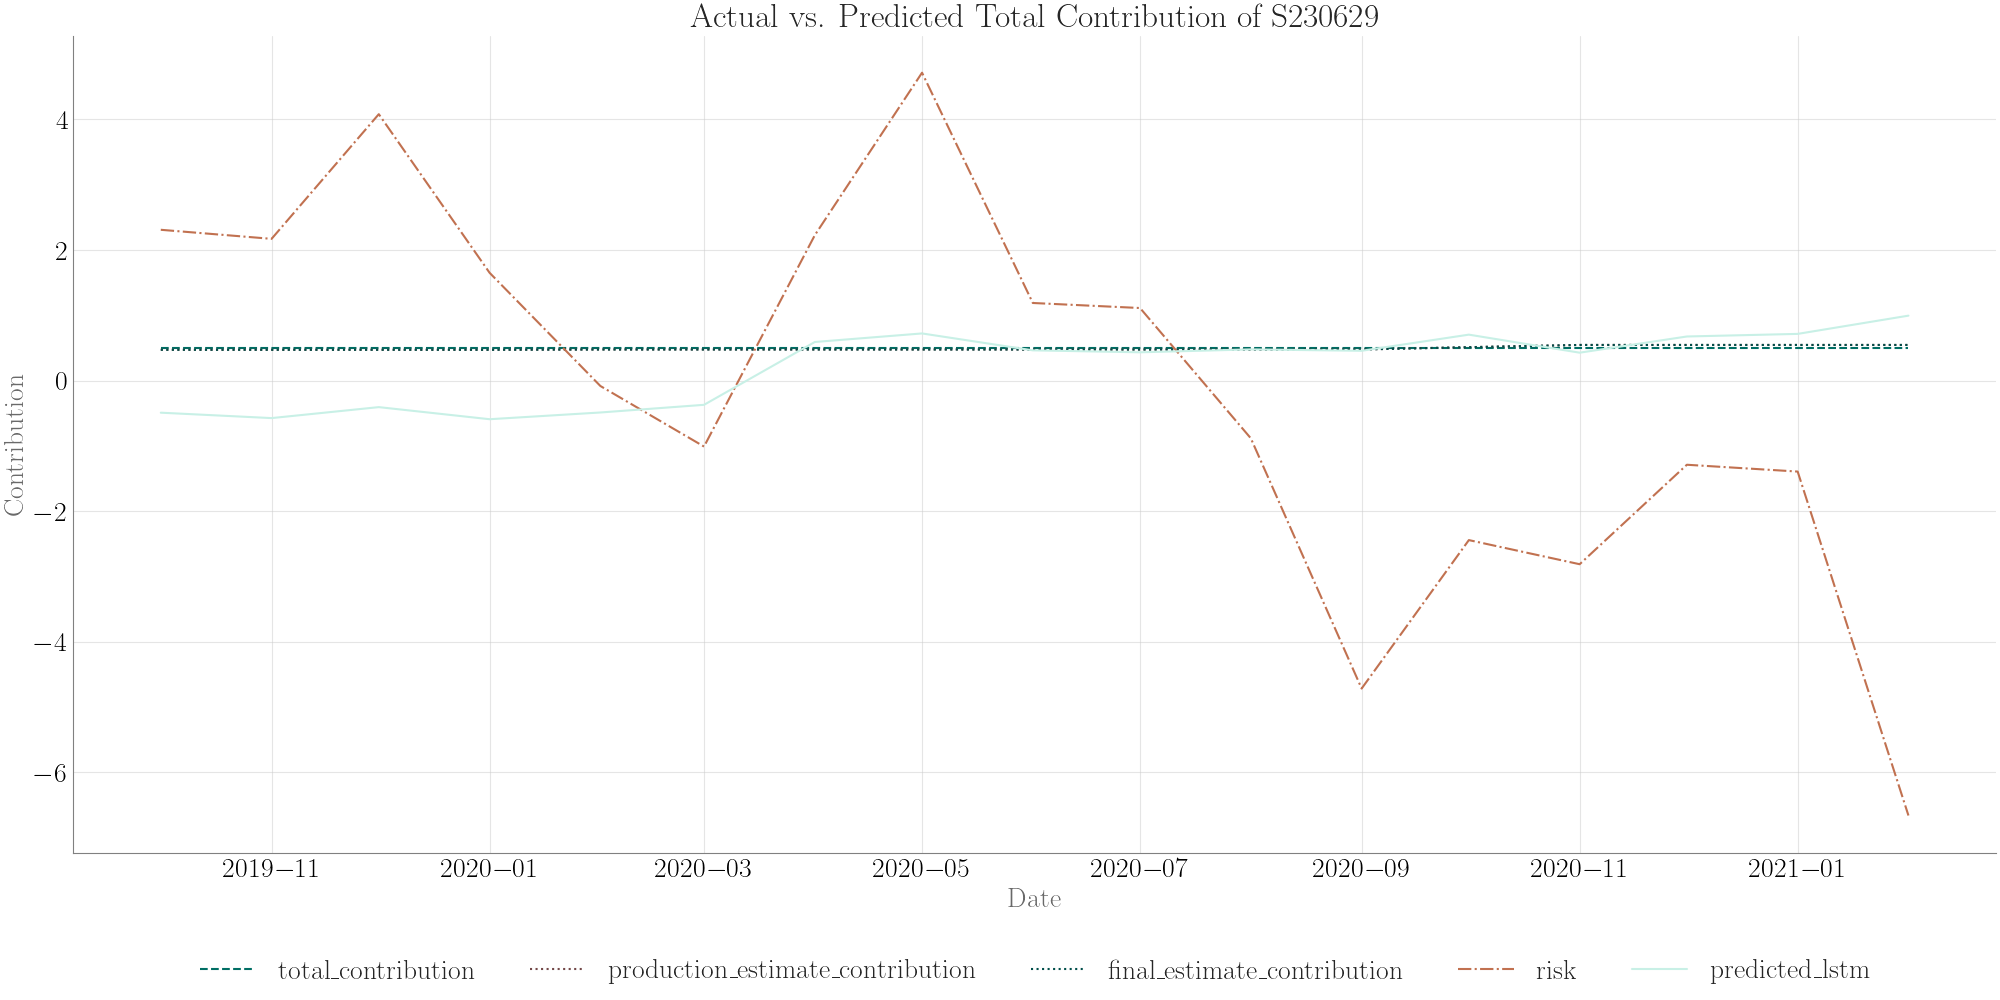 Actual vs. Predicted Total Contribution of S230629
Contribution
4
2
0
−2
−4
−6
2019−11 2020−01 2020−03 2020−05 2020−07 2020−09 2020−11 2021−01
Date
total_contribution production_estimate_contribution final_estimate_contribution risk predicted_lstm